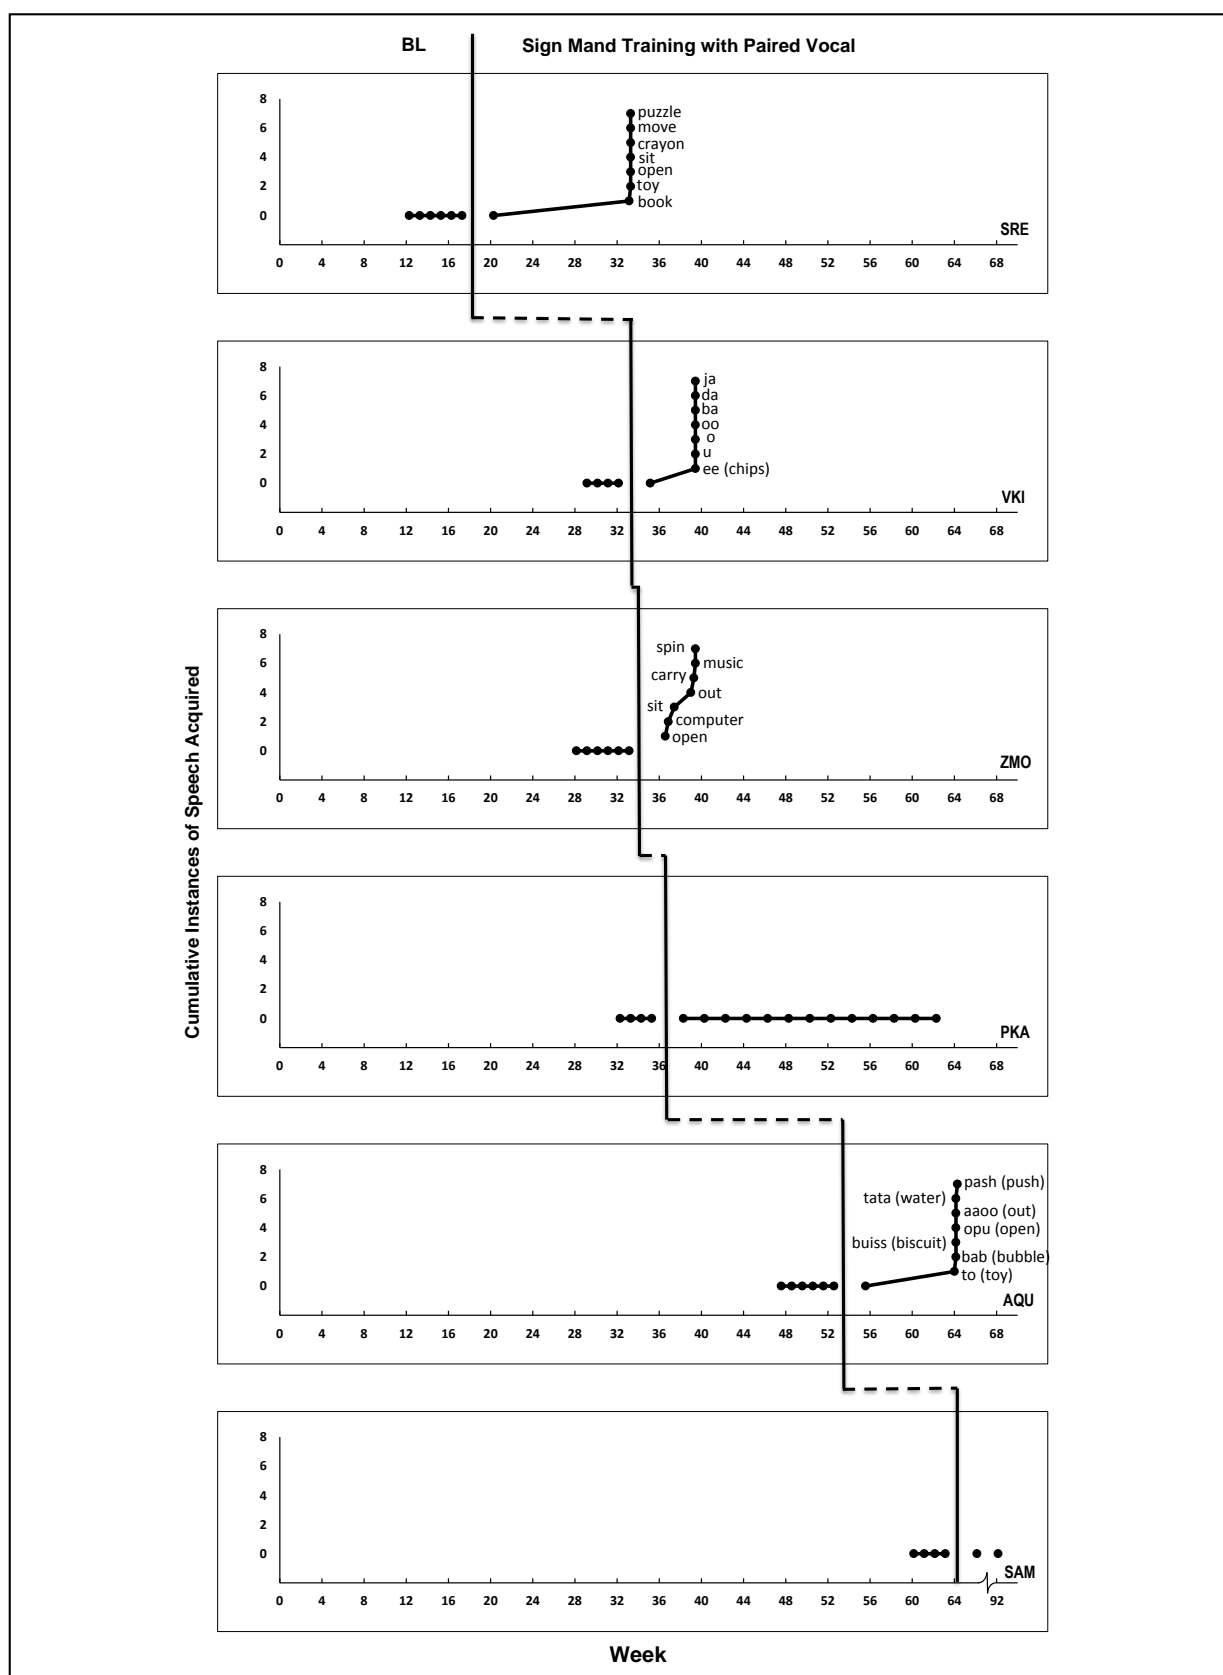 BL Sign Mand Training with Paired Vocal
Cumulative Instances of Speech Acquired
8
puzzle
6
move
crayon
4
sit
open
2
toy
book
0
SRE
0 4 8 12 16 20 24 28 32 36 40 44 48 52 56 60 64 68
8
ja
6
da
ba
4
oo
o
2
u
ee (chips)
0
VKI
0 4 8 12 16 20 24 28 32 36 40 44 48 52 56 60 64 68
8
spin
6
music
carry
4
out
sit
2
computer
open
0
ZMO
0 4 8 12 16 20 24 28 32 36 40 44 48 52 56 60 64 68
8
6
4
2
0
PKA
0 4 8 12 16 20 24 28 32 36 40 44 48 52 56 60 64 68
8
pash (push)
6
tata (water)
aaoo (out)
4
opu (open)
buiss (biscuit)
2
bab (bubble)
to (toy)
0
AQU
0 4 8 12 16 20 24 28 32 36 40 44 48 52 56 60 64 68
8
6
4
2
0
SAM
0 4 8 12 16 20 24 28 32 36 40 44 48 52 56 60 64 92
Week